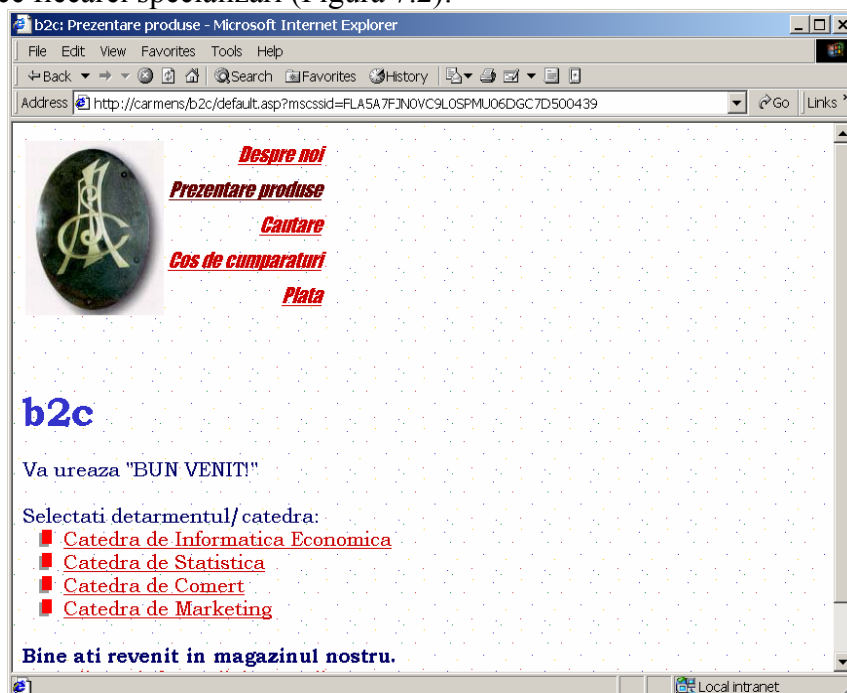 ce fiecărei specializări (Figura 7.2).
b2c: Prezentare produse - Microsoft Internet Explorer
File Edit View Favorites Tools Help
Back Search Favorites History
Address http://carmens/b2c/default.asp?mscssid=FLA5A7FJN0VC9L0SPMU06DGC7D500439 Go Links
Despre noi
Prezentare produse
Cautare
Cos de cumparaturi
Plata
b2c
Va ureaza "BUN VENIT!"
Selectati detarmentul/catedra:
Catedra de Informatica Economica
Catedra de Statistica
Catedra de Comert
Catedra de Marketing
Bine ati revenit in magazinul nostru.
Local intranet